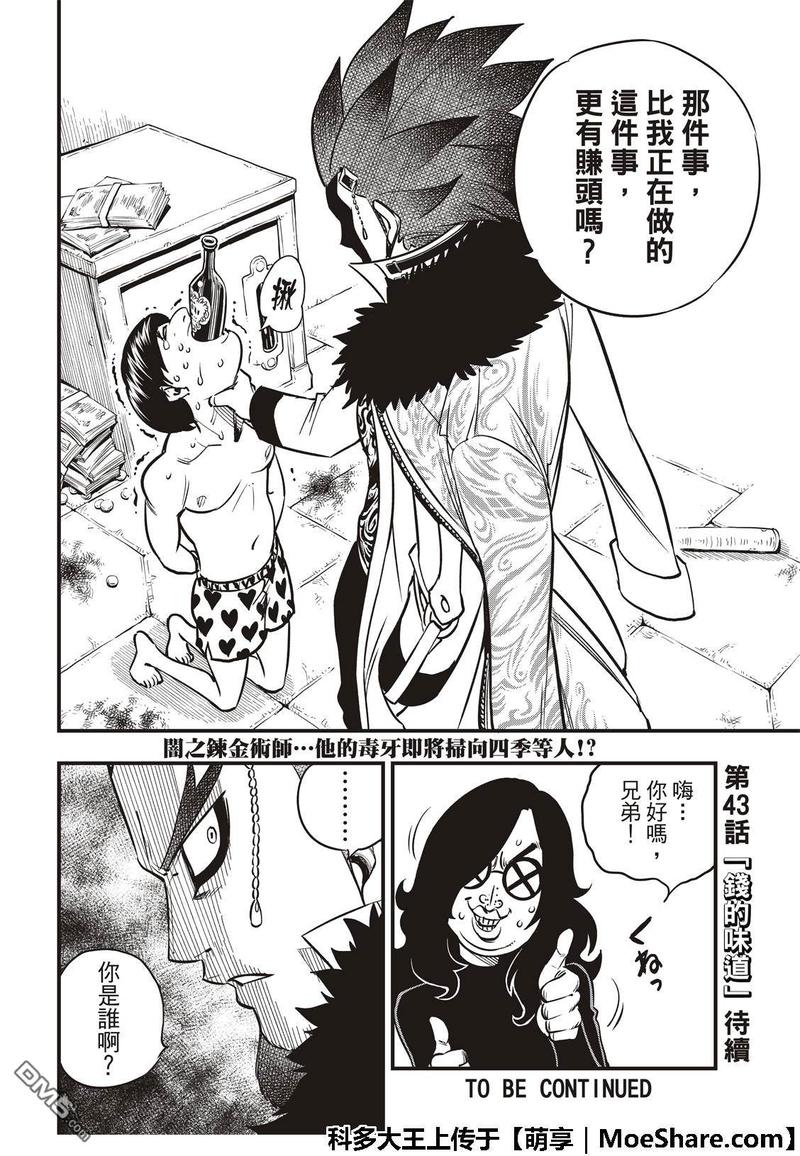 那件事，
比我正在做的
這件事，
更有賺頭嗎？
揪
闇之鍊金術師…他的毒牙即將掃向四季等人!?
嗨…
你好嗎，
兄弟！
くねっ
………
你是誰啊？
第43話「錢的味道」待續
TO BE CONTINUED
DM5.com
科多大王上传于【萌享 | MoeShare.com】